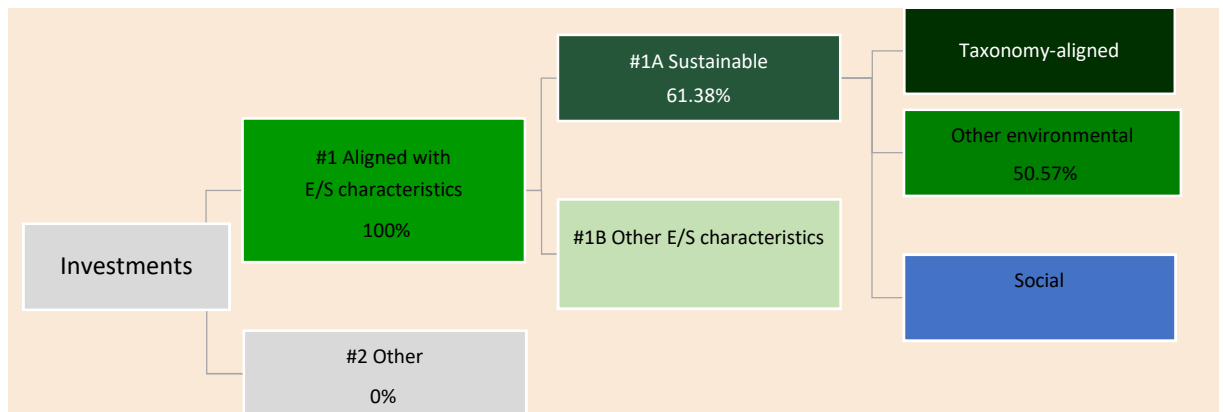 Investments
#1 Aligned with
E/S characteristics
100%
#2 Other
0%
#1A Sustainable
61.38%
#1B Other E/S characteristics
Taxonomy-aligned
Other environmental
50.57%
Social